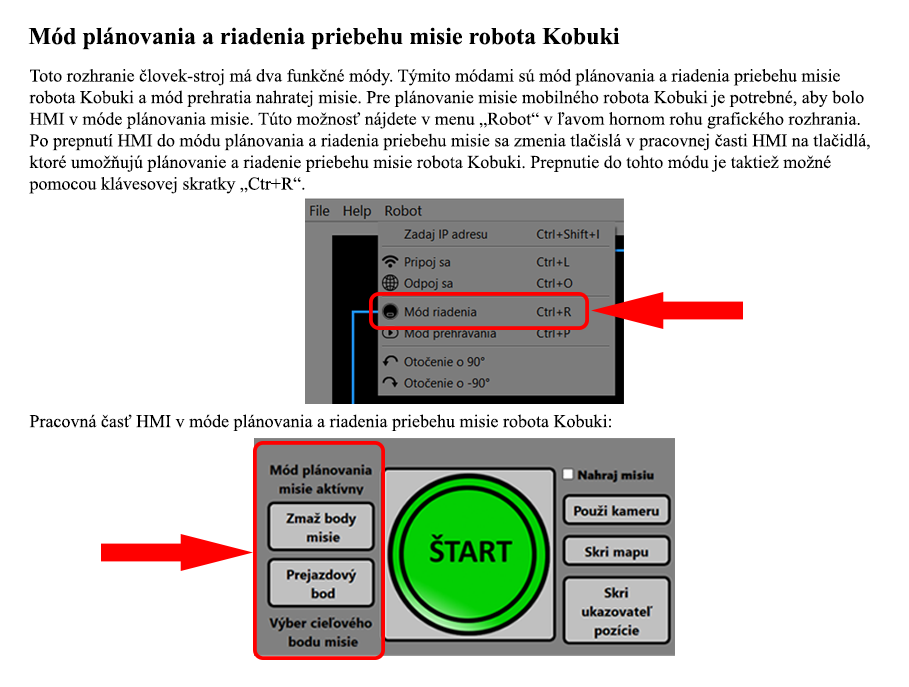 Mód plánovania a riadenia priebehu misie robota Kobuki
Toto rozhranie človek-stroj má dva funkčné módy. Týmito módami sú mód plánovania a riadenia priebehu misie
robota Kobuki a mód prehratia nahratej misie. Pre plánovanie misie mobilného robota Kobuki je potrebné, aby bolo
HMI v móde plánovania misie. Túto možnosť nájdete v menu „Robot“ v ľavom hornom rohu grafického rozhrania.
Po prepnutí HMI do módu plánovania a riadenia priebehu misie sa zmenia tlačislá v pracovnej časti HMI na tlačidlá,
ktoré umožňujú plánovanie a riadenie priebehu misie robota Kobuki. Prepnutie do tohto módu je taktiež možné
pomocou klávesovej skratky „Ctr+R“.
File Help Robot
Zadaj IP adresu Ctrl+Shift+I
Pripoj sa Ctrl+L
Odpoj sa Ctrl+O
Mód riadenia Ctrl+R
Mód prehrávania Ctrl+P
Otočenie o 90°
Otočenie o -90°
Pracovná časť HMI v móde plánovania a riadenia priebehu misie robota Kobuki:
Mód plánovania
misie aktívny
Zmaž body
misie
Prejazdový
bod
Výber cieľového
bodu misie
ŠTART
Nahraj misiu
Použi kameru
Skri mapu
Skri
ukazovateľ
pozície